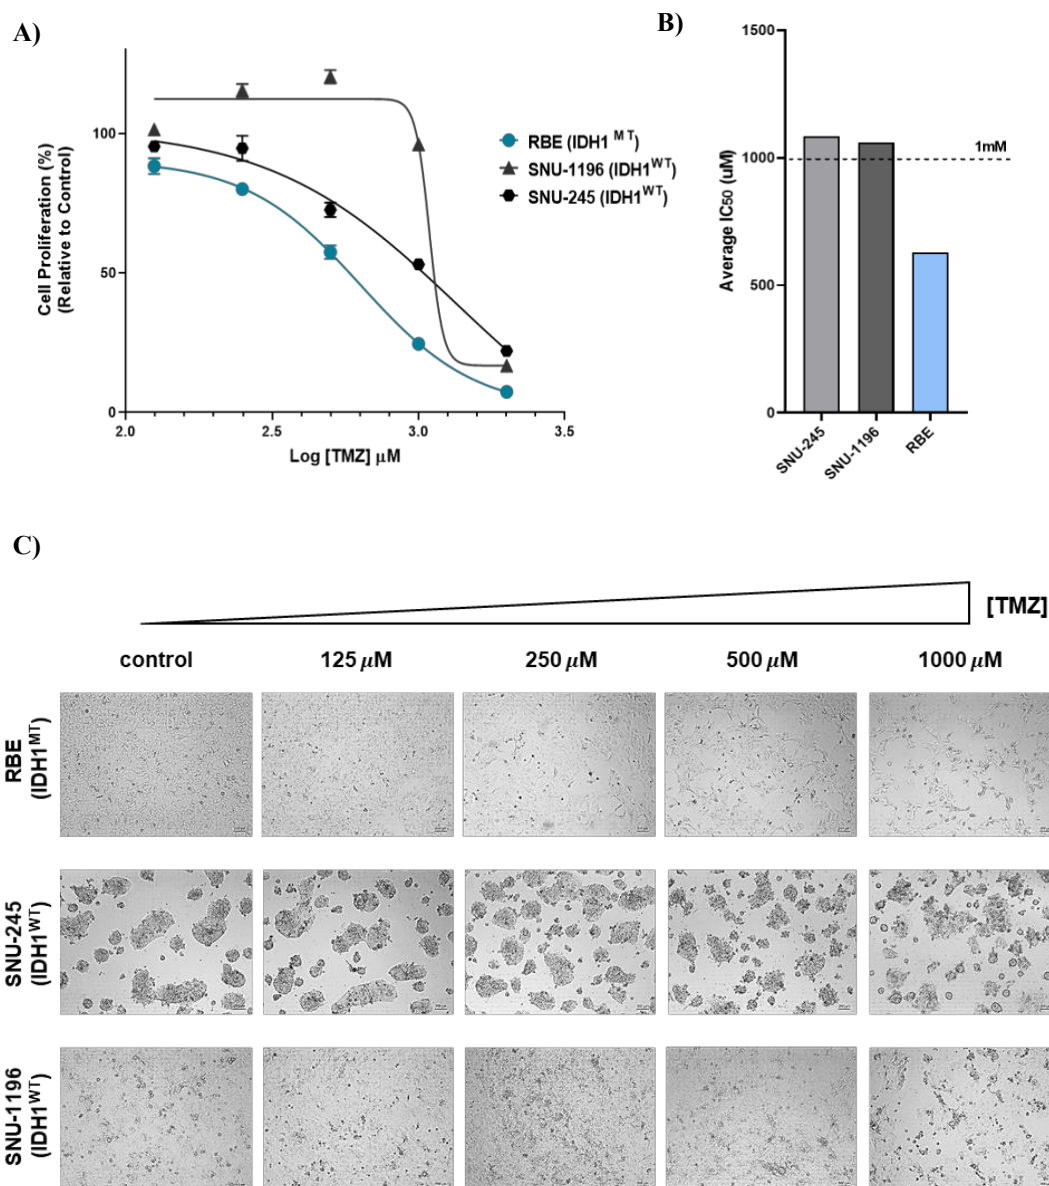 A)
Cell Proliferation (%)
(Relative to Control)
100
50
0
2.0
2.5
3.0
3.5
Log [TMZ] μM
RBE (IDH1 MT)
SNU-1196 (IDH1WT)
SNU-245 (IDH1WT)
B)
Average IC50 (uM)
1500
1000
500
0
1mM
SNU-245
SNU-1196
RBE
C)
[TMZ]
control
125 μM
250 μM
500 μM
1000 μM
RBE
(IDH1MT)
SNU-245
(IDH1WT)
SNU-1196
(IDH1WT)